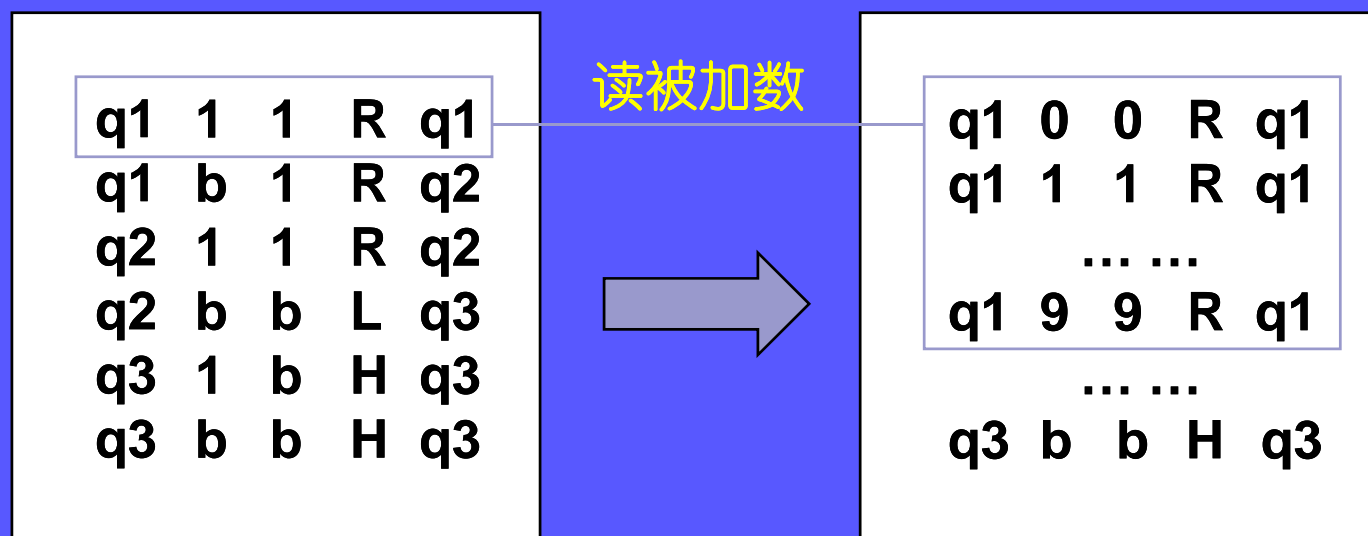 q1 1 1 R q1
q1 b 1 R q2
q2 1 1 R q2
q2 b b L q3
q3 1 b H q3
q3 b b H q3
读被加数
q1 0 0 R q1
q1 1 1 R q1
… …
q1 9 9 R q1
… …
q3 b b H q3